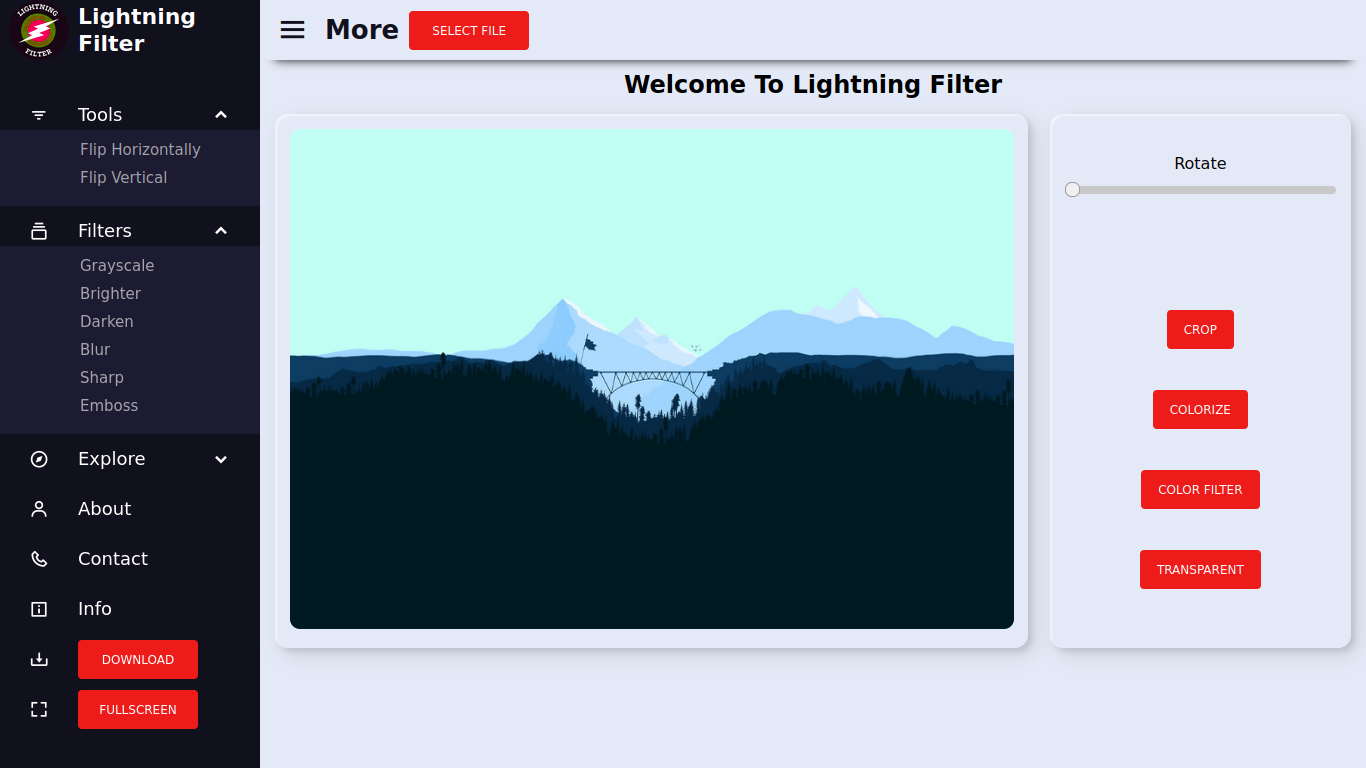 LIGHTNING
FILTER
Lightning
Filter
Tools
Flip Horizontally
Flip Vertical
Filters
Grayscale
Brighter
Darken
Blur
Sharp
Emboss
Explore
About
Contact
Info
DOWNLOAD
FULLSCREEN
More
SELECT FILE
Welcome To Lightning Filter
Rotate
CROP
COLORIZE
COLOR FILTER
TRANSPARENT